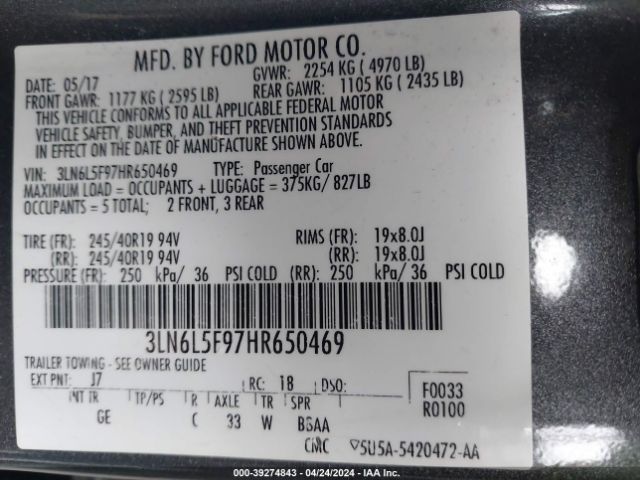 MFD. BY FORD MOTOR CO.
DATE: 05/17 GVWR: 2254 KG ( 4970 LB)
FRONT GAWR: 1177 KG ( 2595 LB) REAR GAWR: 1105 KG ( 2435 LB)
THIS VEHICLE CONFORMS TO ALL APPLICABLE FEDERAL MOTOR
VEHICLE SAFETY, BUMPER, AND THEFT PREVENTION STANDARDS
IN EFFECT ON THE DATE OF MANUFACTURE SHOWN ABOVE.
VIN: 3LN6L5F97HR650469 TYPE: Passenger Car
MAXIMUM LOAD = OCCUPANTS + LUGGAGE = 375KG/ 827LB
OCCUPANTS = 5 TOTAL; 2 FRONT, 3 REAR
TIRE (FR): 245/40R19 94V RIMS (FR): 19x8.0J
(RR): 245/40R19 94V (RR): 19x8.0J
PRESSURE (FR): 250 kPa/ 36 PSI COLD (RR): 250 kPa/ 36 PSI COLD
3LN6L5F97HR650469
TRAILER TOWING - SEE OWNER GUIDE
EXT PNT: J7 RC: 18 DSO: F0033
INT TR TP/PS R AXLE TR SPR R0100
GE C 33 W BBAA
CMC 5U5A-5420472-AA
000-39274843 - 04/24/2024 - IAA Inc.